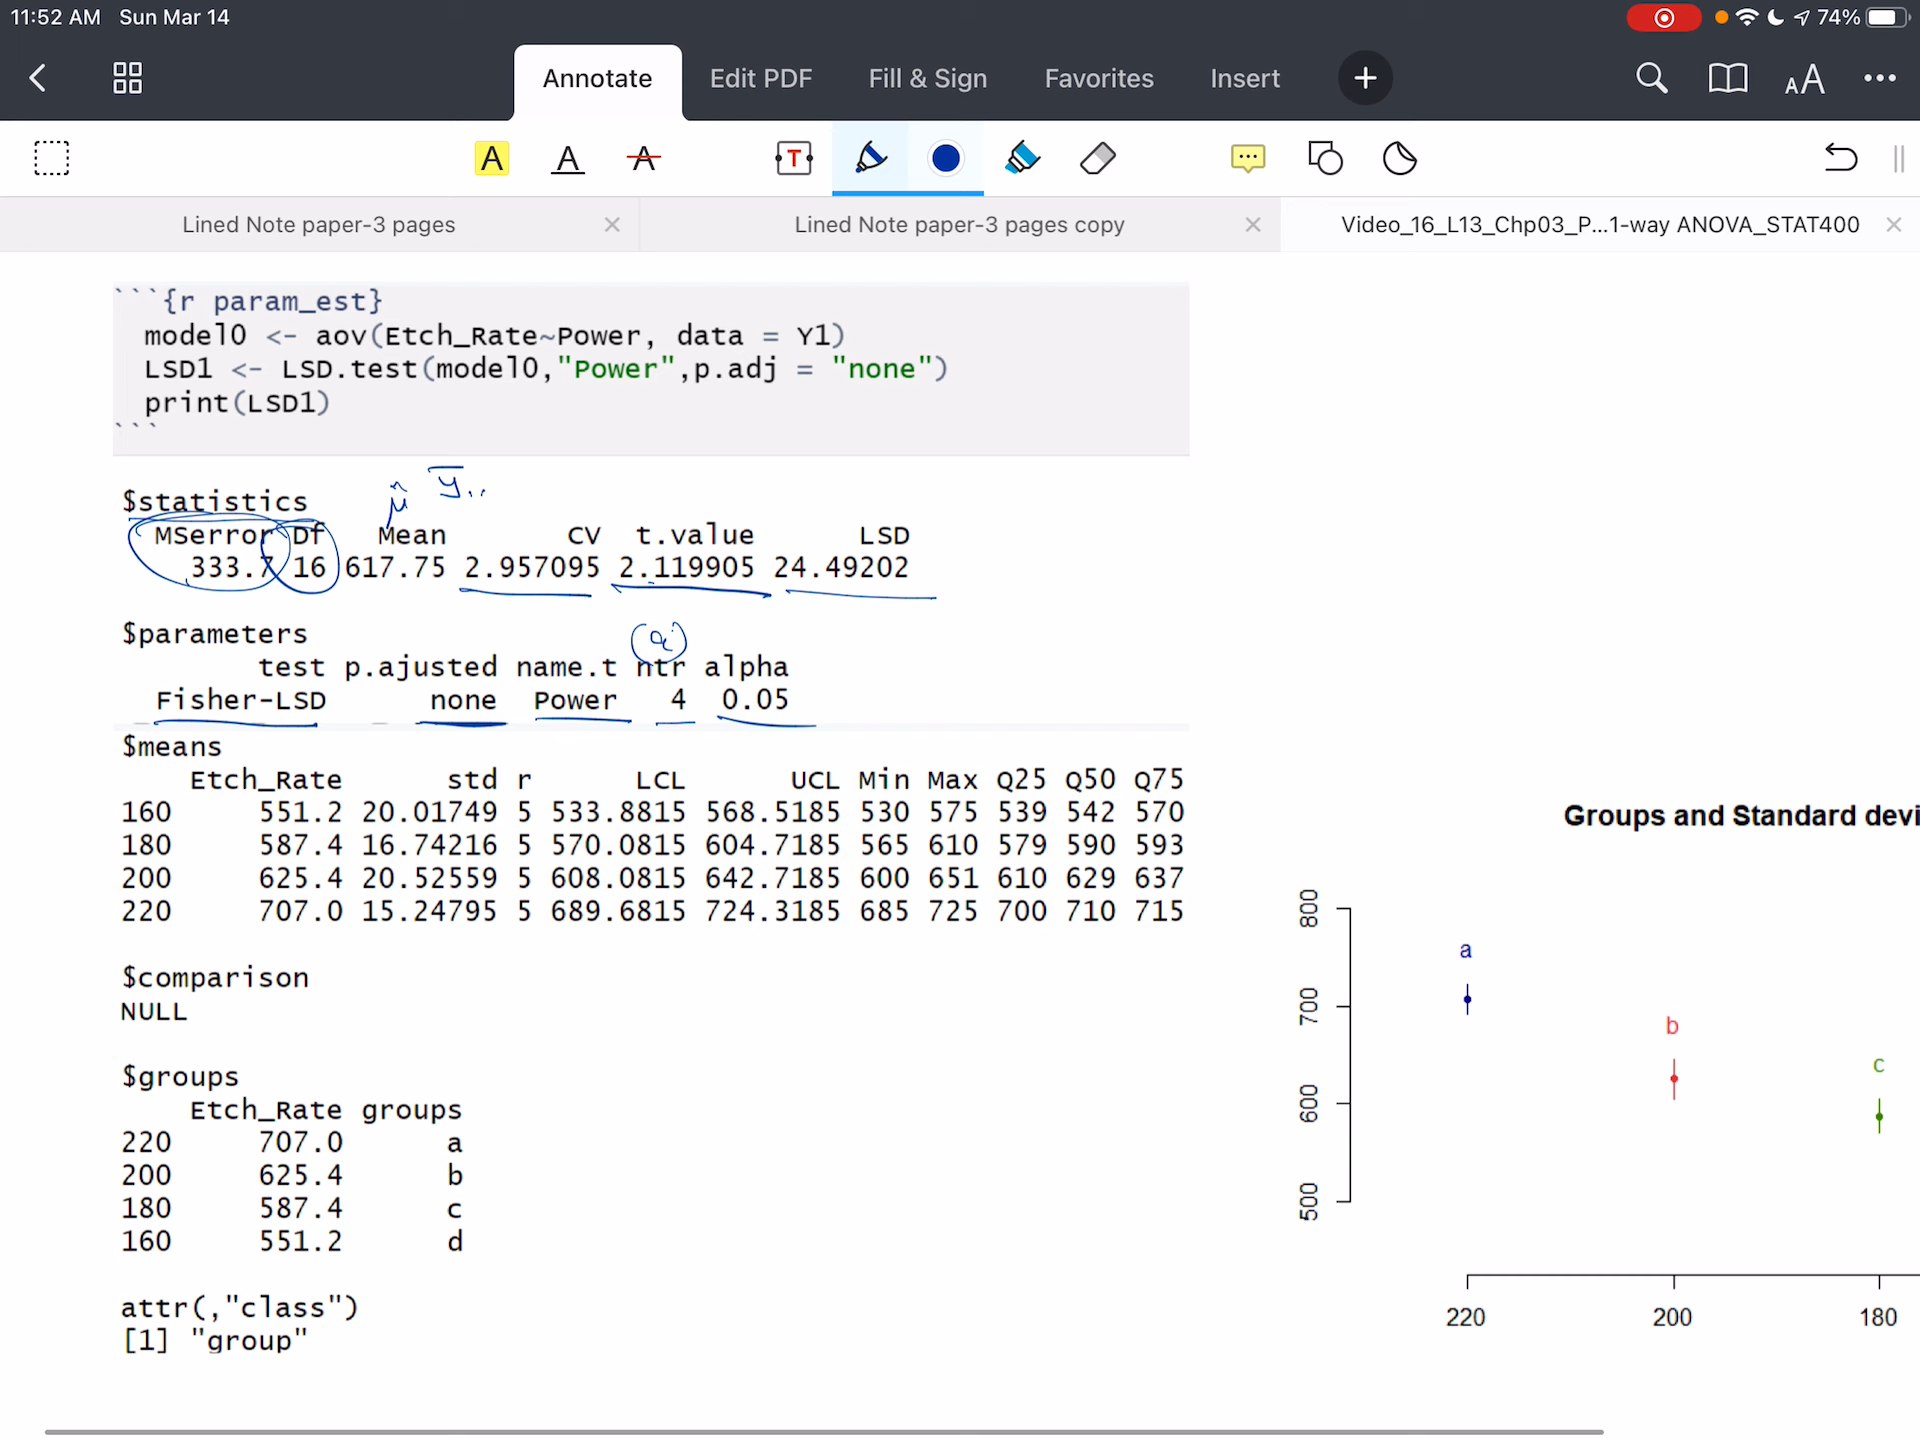 11:52 AM Sun Mar 14
74%
Annotate Edit PDF Fill & Sign Favorites Insert
AA
A A A T
Lined Note paper-3 pages
Lined Note paper-3 pages copy
Video_16_L13_Chp03_P...1-way ANOVA_STAT400
```{r param_est}
model0 <- aov(Etch_Rate~Power, data = Y1)
LSD1 <- LSD.test(model0,"Power",p.adj = "none")
print(LSD1)
```
μ̂ y̅..
$statistics
MSerror Df Mean CV t.value LSD
333.7 16 617.75 2.957095 2.119905 24.49202
$parameters
(a)
test p.ajusted name.t ntr alpha
Fisher-LSD none Power 4 0.05
$means
Etch_Rate std r LCL UCL Min Max Q25 Q50 Q75
160 551.2 20.01749 5 533.8815 568.5185 530 575 539 542 570
180 587.4 16.74216 5 570.0815 604.7185 565 610 579 590 593
200 625.4 20.52559 5 608.0815 642.7185 600 651 610 629 637
220 707.0 15.24795 5 689.6815 724.3185 685 725 700 710 715
$comparison
NULL
$groups
Etch_Rate groups
220 707.0 a
200 625.4 b
180 587.4 c
160 551.2 d
attr(,"class")
[1] "group"
Groups and Standard devi
800
700
600
500
a
b
c
220 200 180